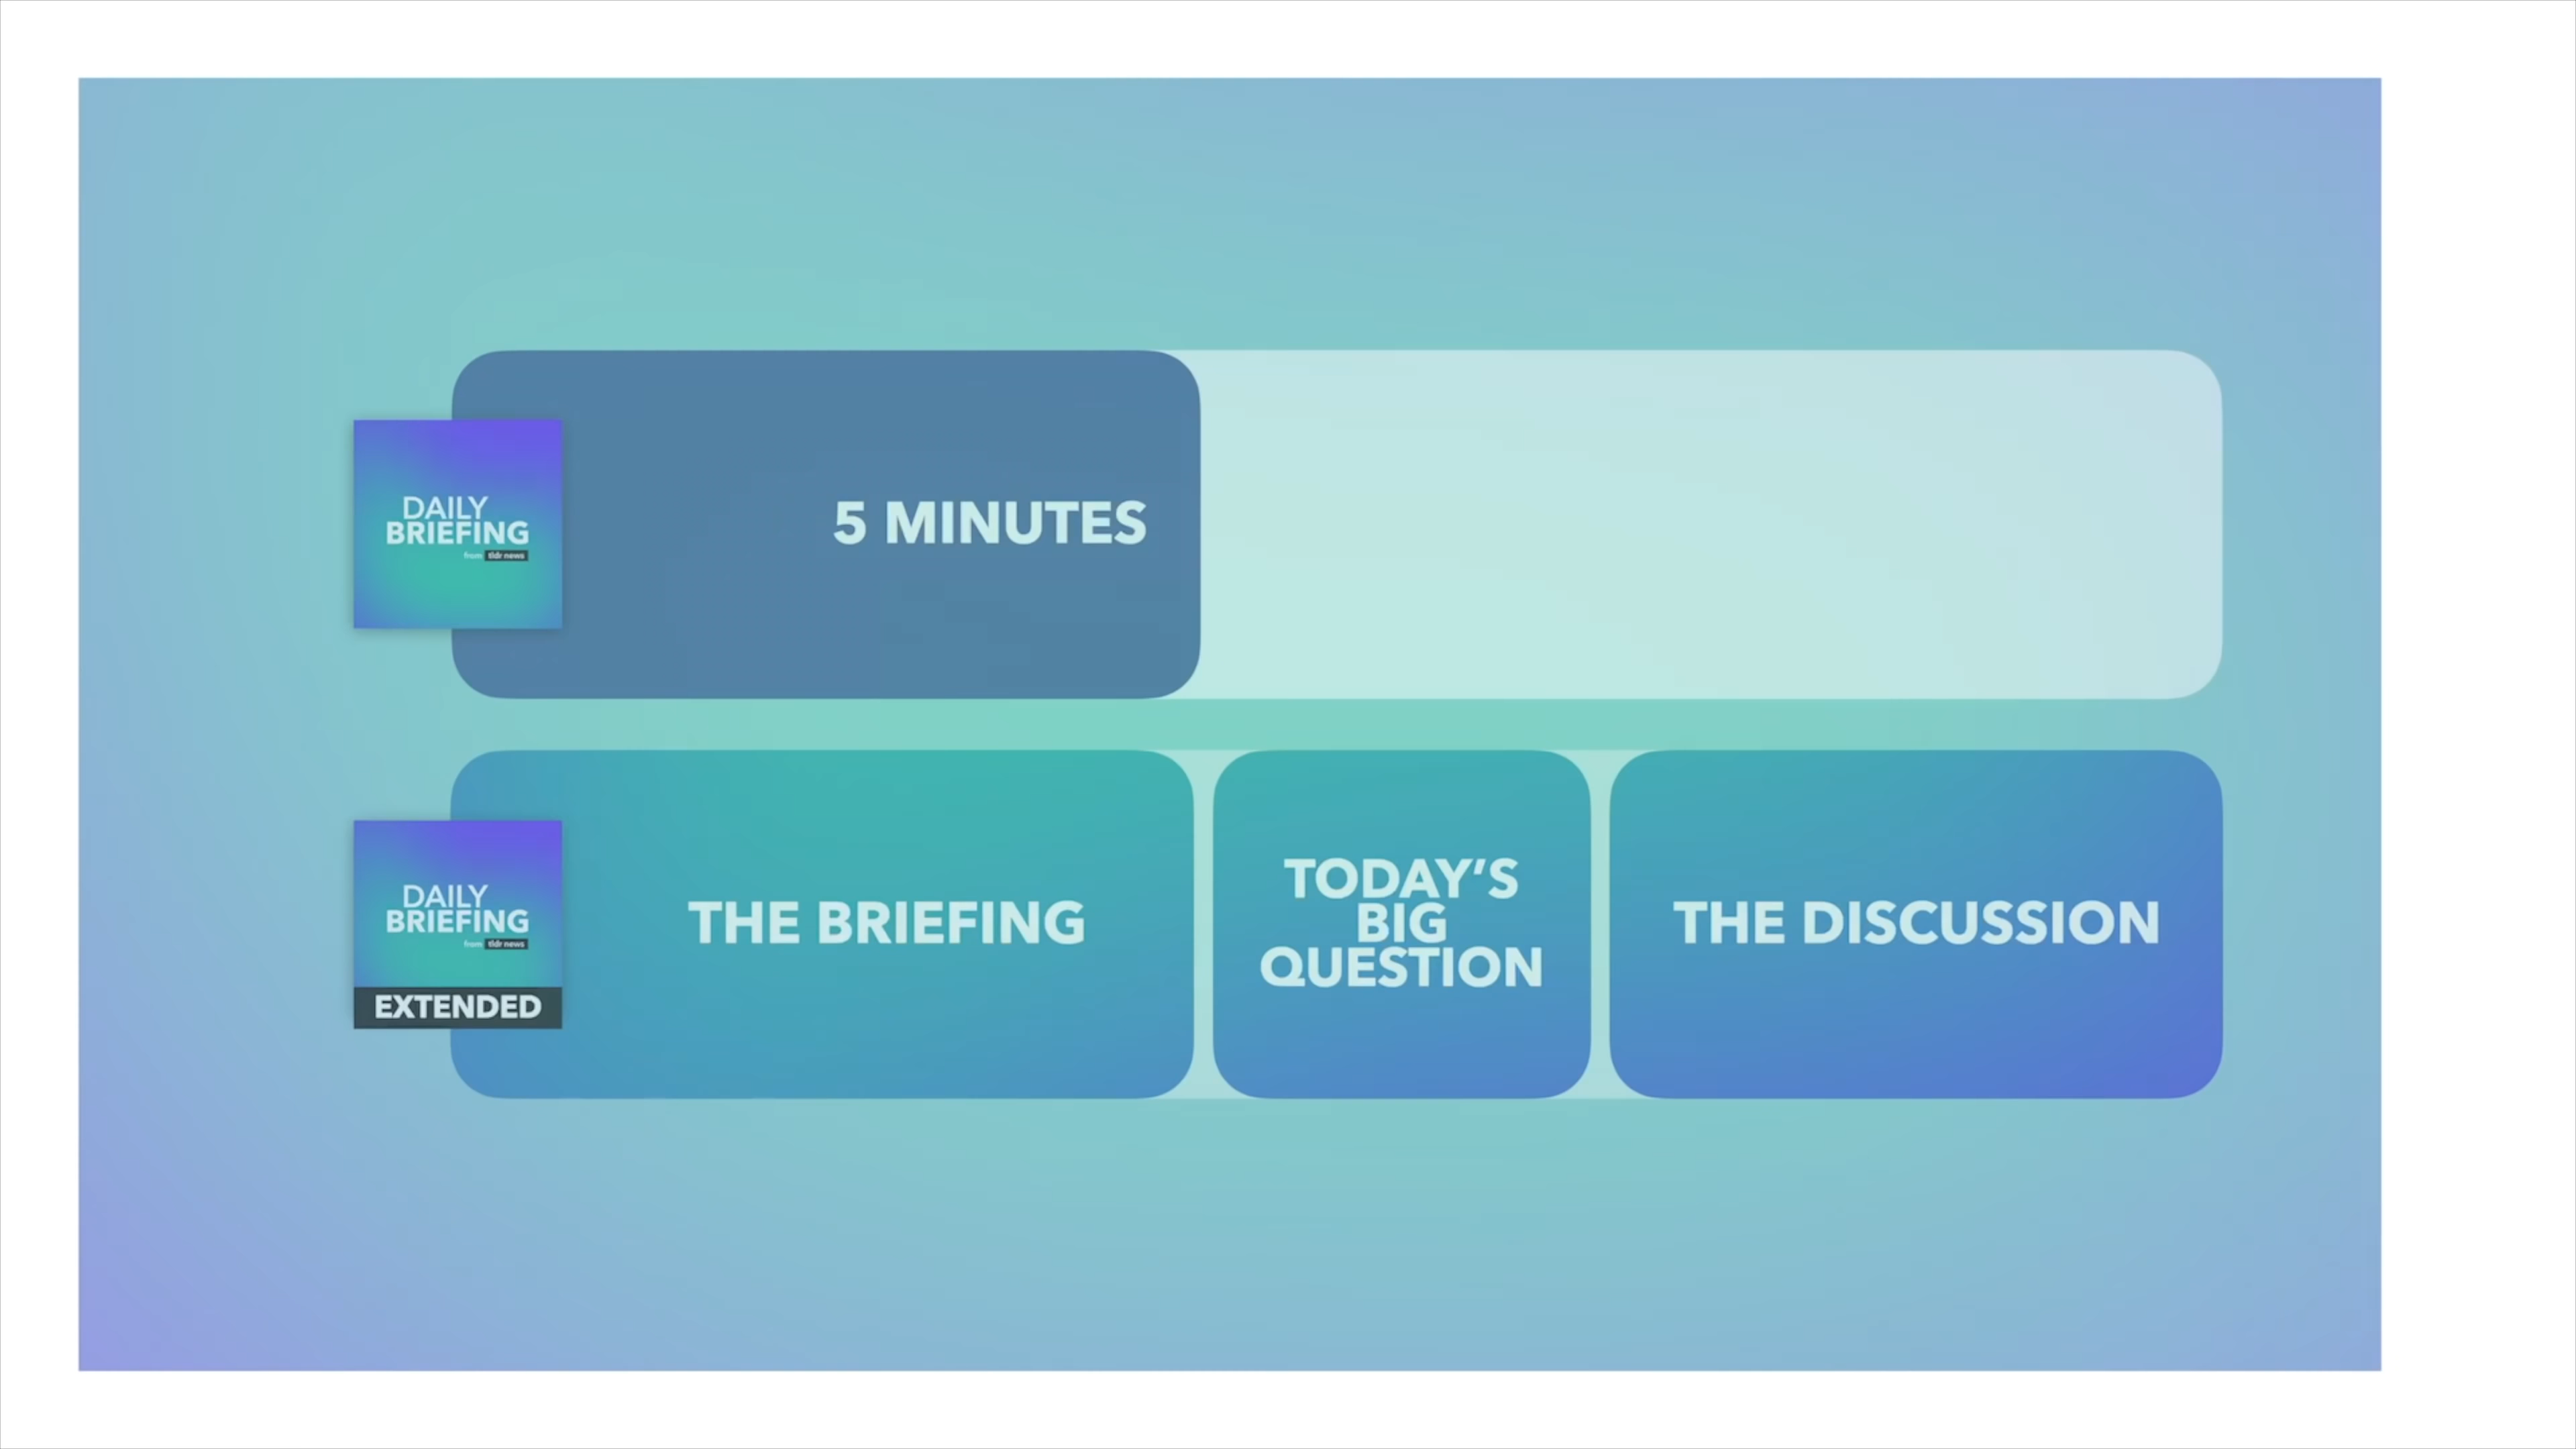 DAILY
BRIEFING
from tldr news
5 MINUTES
DAILY
BRIEFING
from tldr news
EXTENDED
THE BRIEFING
TODAY’S
BIG
QUESTION
THE DISCUSSION